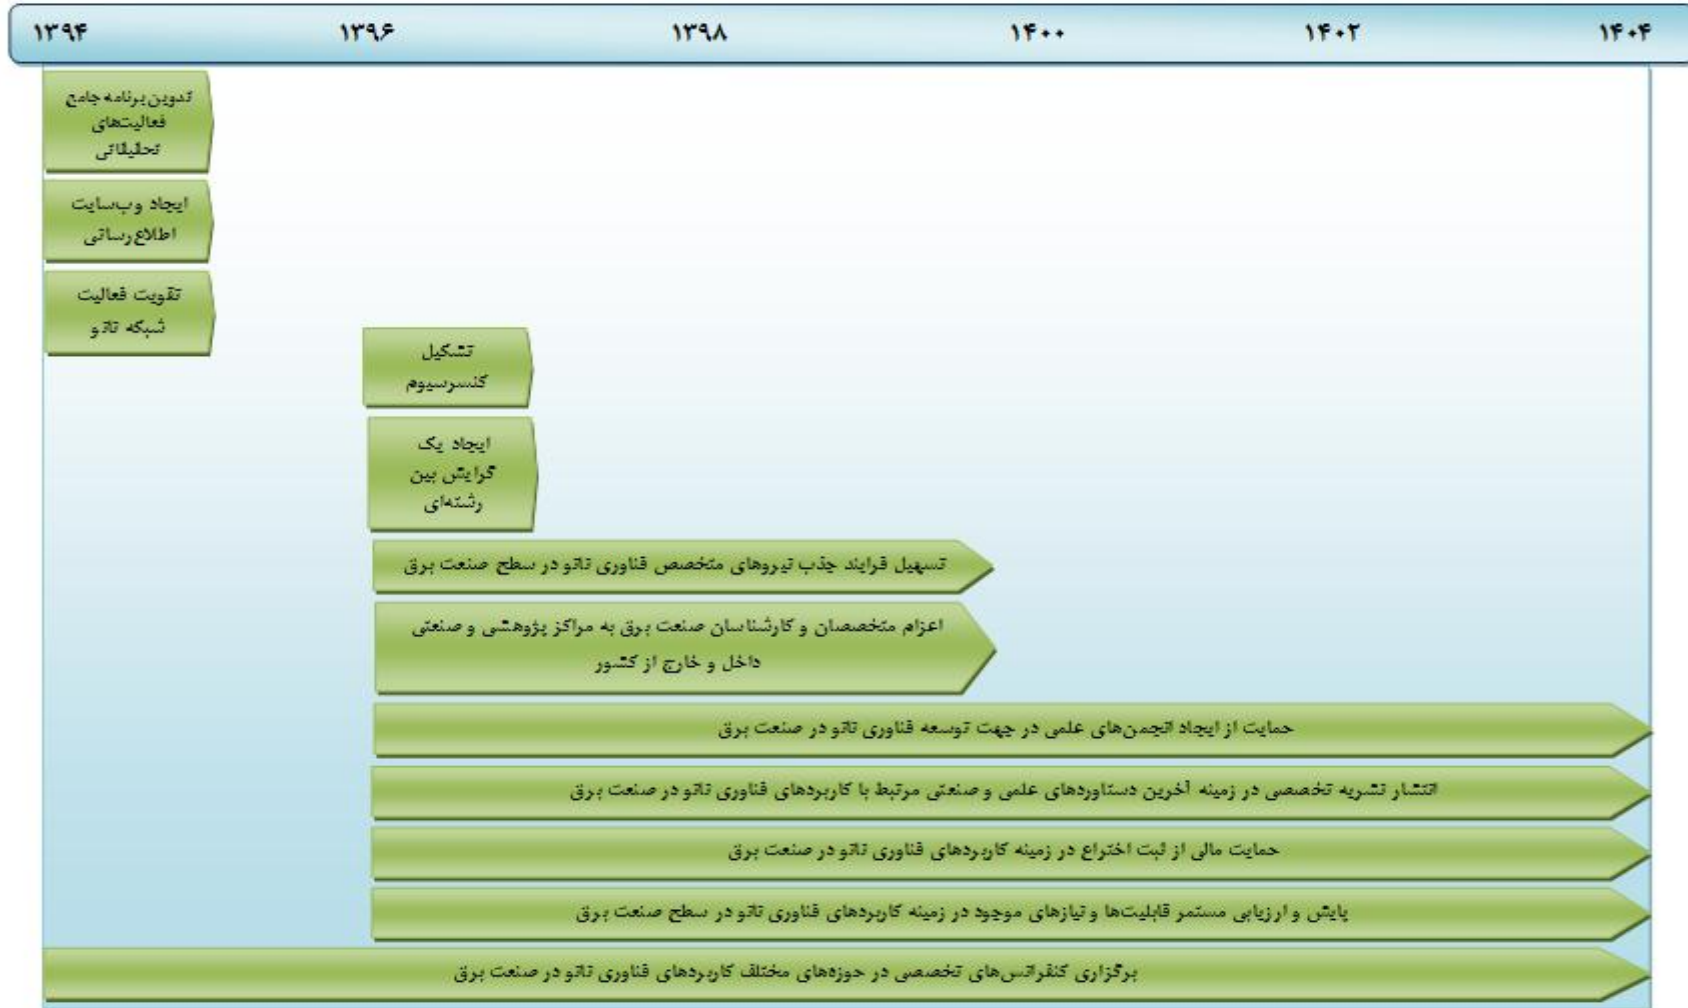 ۱۳۹۴ ۱۳۹۶ ۱۳۹۸ ۱۴۰۰ ۱۴۰۲ ۱۴۰۴
تدوین برنامه جامع
فعالیت‌های
تحقیقاتی
ایجاد وب‌سایت
اطلاع‌رسانی
تقویت فعالیت
شبکه نانو
تشکیل
کنسرسیوم
ایجاد یک
گرایش بین
رشته‌ای
تسهیل فرایند جذب نیروهای متخصص فناوری نانو در سطح صنعت برق
اعزام متخصصان و کارشناسان صنعت برق به مراکز پژوهشی و صنعتی
داخل و خارج از کشور
حمایت از ایجاد انجمن‌های علمی در جهت توسعه فناوری نانو در صنعت برق
انتشار نشریه تخصصی در زمینه آخرین دستاوردهای علمی و صنعتی مرتبط با کاربردهای فناوری نانو در صنعت برق
حمایت مالی از ثبت اختراع در زمینه کاربردهای فناوری نانو در صنعت برق
پایش و ارزیابی مستمر قابلیت‌ها و نیازهای موجود در زمینه کاربردهای فناوری نانو در سطح صنعت برق
برگزاری کنفرانس‌های تخصصی در حوزه‌های مختلف کاربردهای فناوری نانو در صنعت برق